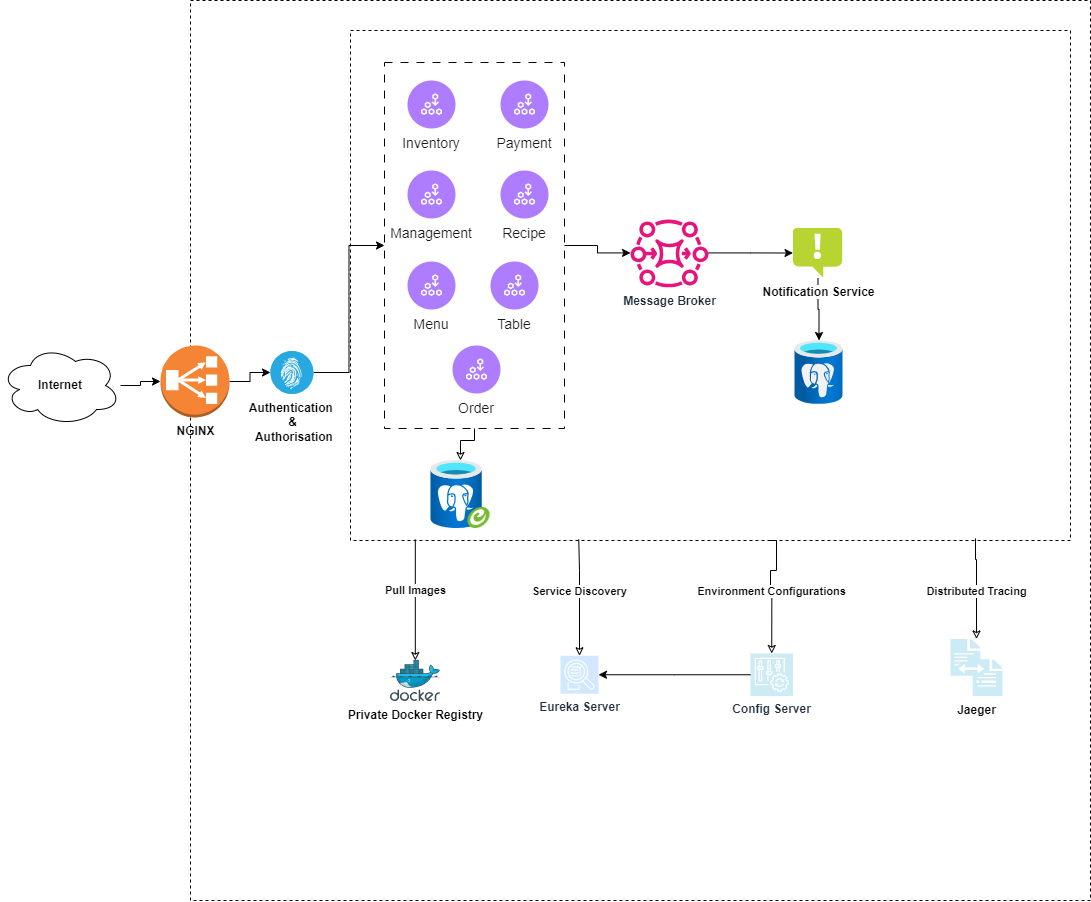 Inventory
Payment
Management
Recipe
Menu
Table
Order
Message Broker
Notification Service
Internet
NGINX
Authentication
&
Authorisation
Pull Images
Service Discovery
Environment Configurations
Distributed Tracing
docker
Private Docker Registry
Eureka Server
Config Server
Jaeger